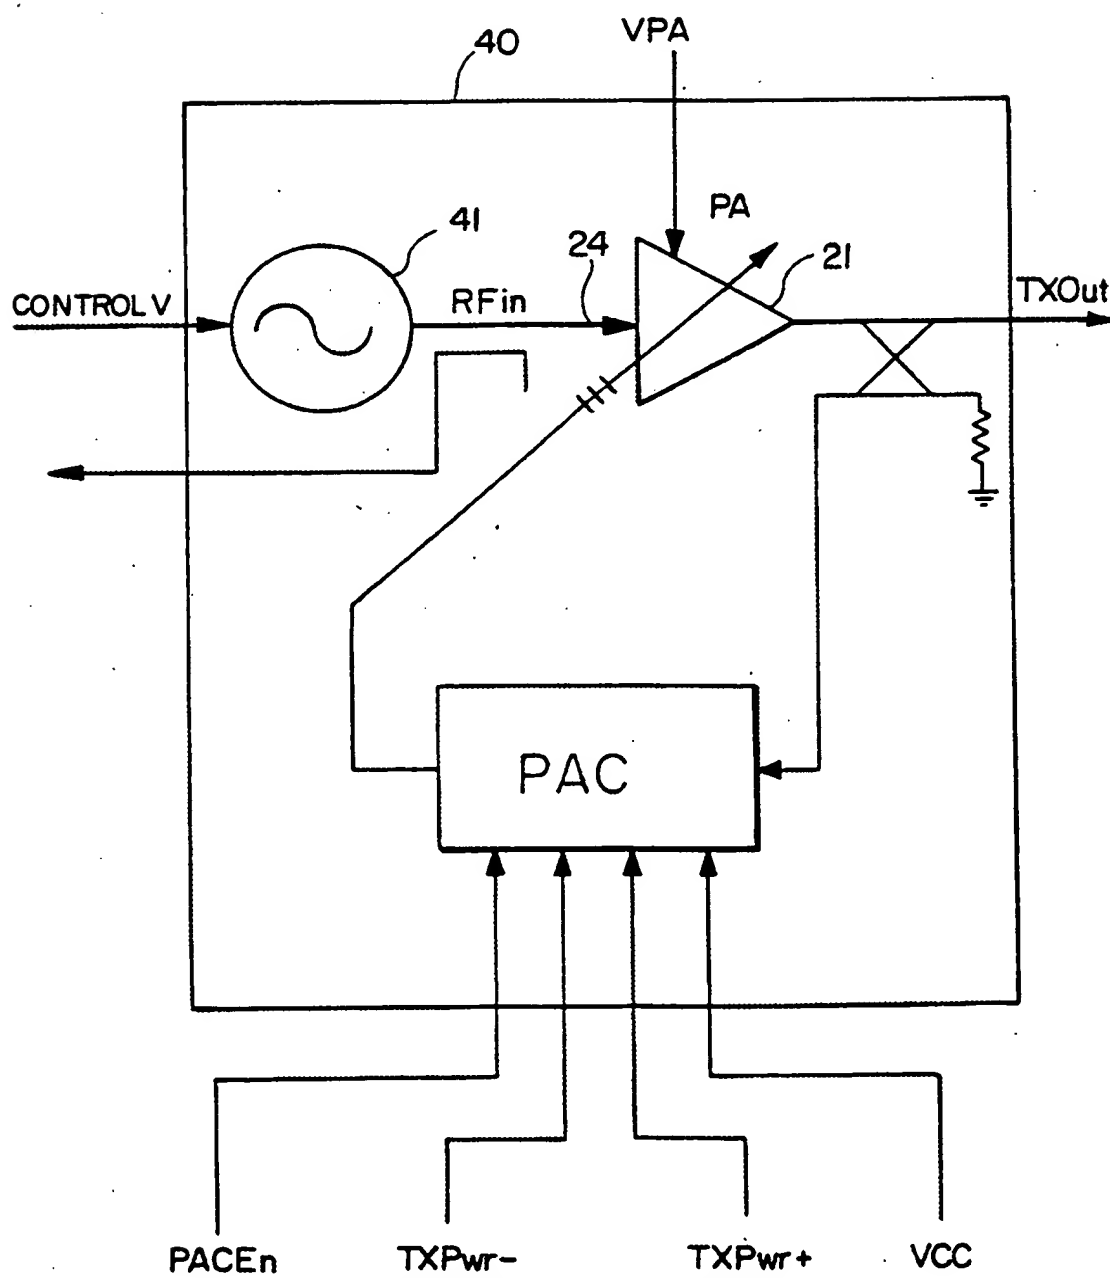 40
VPA
41
24
PA
21
CONTROL V
RFin
TXOut
PAC
PACEn
TXPwr-
TXPwr+
VCC